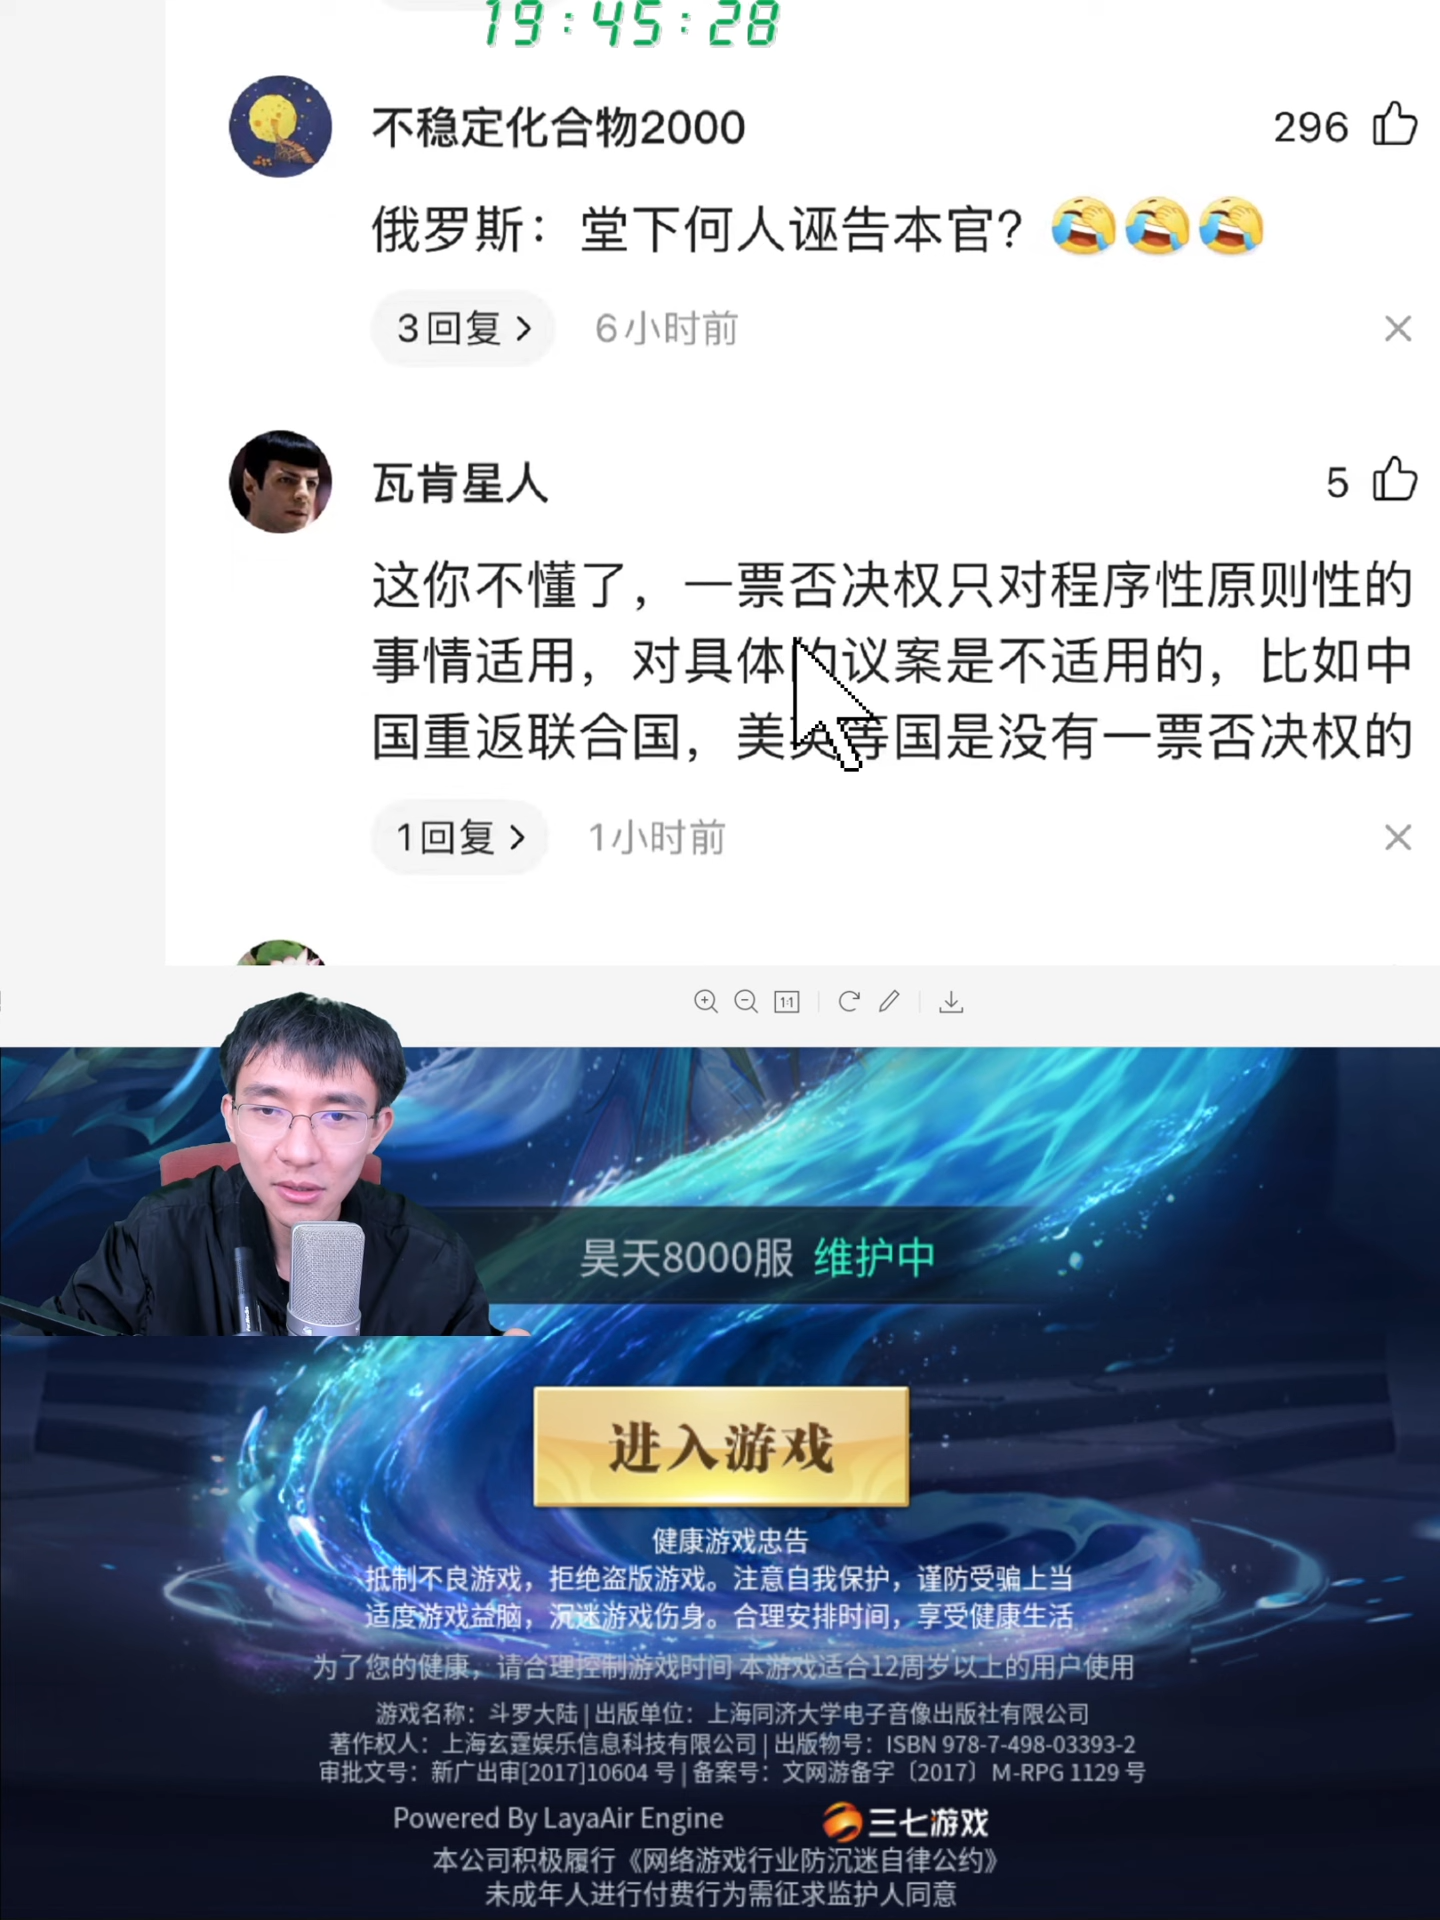 19:45:28
不稳定化合物2000
296
俄罗斯：堂下何人诬告本官？
3回复
6小时前
瓦肯星人
5
这你不懂了，一票否决权只对程序性原则性的
事情适用，对具体的议案是不适用的，比如中
国重返联合国，美英等国是没有一票否决权的
1回复
1小时前
1:1
昊天8000服 维护中
进入游戏
健康游戏忠告
抵制不良游戏，拒绝盗版游戏。注意自我保护，谨防受骗上当
适度游戏益脑，沉迷游戏伤身。合理安排时间，享受健康生活
为了您的健康，请合理控制游戏时间 本游戏适合12周岁以上的用户使用
游戏名称：斗罗大陆 | 出版单位：上海同济大学电子音像出版社有限公司
著作权人：上海玄霆娱乐信息科技有限公司 | 出版物号：ISBN 978-7-498-03393-2
审批文号：新广出审[2017]10604 号 | 备案号：文网游备字〔2017〕M-RPG 1129 号
Powered By LayaAir Engine
三七游戏
本公司积极履行《网络游戏行业防沉迷自律公约》
未成年人进行付费行为需征求监护人同意